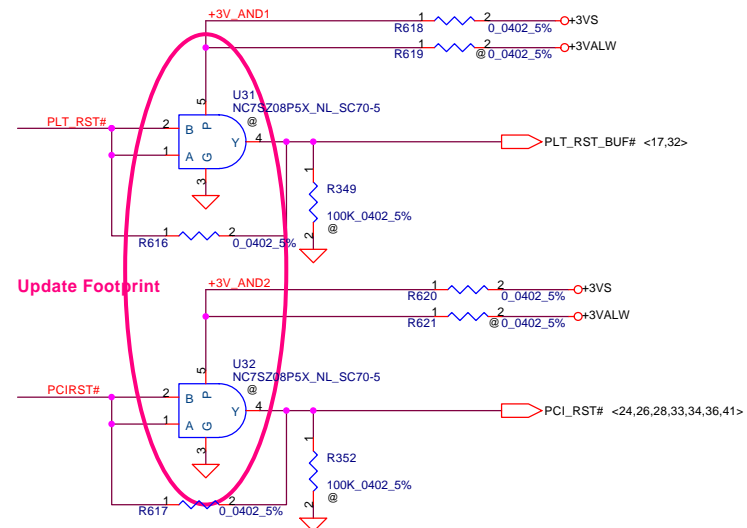 +3V_AND1
1 2
R618 0_0402_5% +3VS
1 2
R619 @ 0_0402_5% +3VALW
U31
NC7SZ08P5X_NL_SC70-5
@
5
PLT_RST# 2 B P
Y 4 PLT_RST_BUF# <17,32>
1 A G
3
1 R349
100K_0402_5%
2 @
1 2
R616 0_0402_5%
Update Footprint
+3V_AND2
1 2
R620 0_0402_5% +3VS
1 2
R621 @ 0_0402_5% +3VALW
U32
NC7SZ08P5X_NL_SC70-5
@
5
PCIRST# 2 B P
Y 4 PCI_RST# <24,26,28,33,34,36,41>
1 A G
3
1 R352
100K_0402_5%
2 @
1 2
R617 0_0402_5%